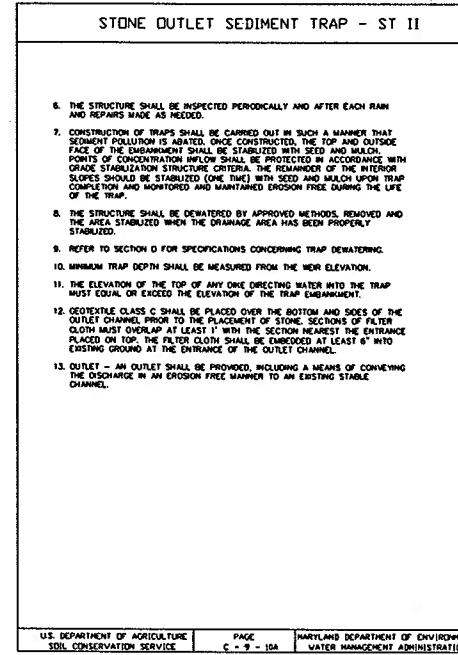 STONE OUTLET SEDIMENT TRAP - ST II
6. THE STRUCTURE SHALL BE INSPECTED PERIODICALLY AND AFTER EACH RAIN
AND REPAIRS MADE AS NEEDED.
7. CONSTRUCTION OF TRAPS SHALL BE CARRIED OUT IN SUCH A MANNER THAT
SEDIMENT POLLUTION IS ABATED. ONCE CONSTRUCTED, THE TOP AND OUTSIDE
FACE OF THE EMBANKMENT SHALL BE STABILIZED WITH SEED AND MULCH.
POINTS OF CONCENTRATION INFLOW SHALL BE PROTECTED IN ACCORDANCE WITH
GRADE STABILIZATION STRUCTURE CRITERIA. THE REMAINDER OF THE INTERIOR
SLOPES SHOULD BE STABILIZED (ONE TIME) WITH SEED AND MULCH UPON TRAP
COMPLETION AND MONITORED AND MAINTAINED EROSION FREE DURING THE LIFE
OF THE TRAP.
8. THE STRUCTURE SHALL BE DEWATERED BY APPROVED METHODS, REMOVED AND
THE AREA STABILIZED WHEN THE DRAINAGE AREA HAS BEEN PROPERLY
STABILIZED.
9. REFER TO SECTION D FOR SPECIFICATIONS CONCERNING TRAP DEWATERING.
10. MINIMUM TRAP DEPTH SHALL BE MEASURED FROM THE WEIR ELEVATION.
11. THE ELEVATION OF THE TOP OF ANY DIKE DIRECTING WATER INTO THE TRAP
MUST EQUAL OR EXCEED THE ELEVATION OF THE TRAP EMBANKMENT.
12. GEOTEXTILE CLASS C SHALL BE PLACED OVER THE BOTTOM AND SIDES OF THE
OUTLET CHANNEL PRIOR TO THE PLACEMENT OF STONE. SECTIONS OF FILTER
CLOTH MUST OVERLAP AT LEAST 1' WITH THE SECTION NEAREST THE ENTRANCE
PLACED ON TOP. THE FILTER CLOTH SHALL BE EMBEDDED AT LEAST 6" INTO
EXISTING GROUND AT THE ENTRANCE OF THE OUTLET CHANNEL.
13. OUTLET - AN OUTLET SHALL BE PROVIDED, INCLUDING A MEANS OF CONVEYING
THE DISCHARGE IN AN EROSION FREE MANNER TO AN EXISTING STABLE
CHANNEL.
U.S. DEPARTMENT OF AGRICULTURE
SOIL CONSERVATION SERVICE
PAGE
C - 9 - 10A
MARYLAND DEPARTMENT OF ENVIRONM
WATER MANAGEMENT ADMINISTRATI